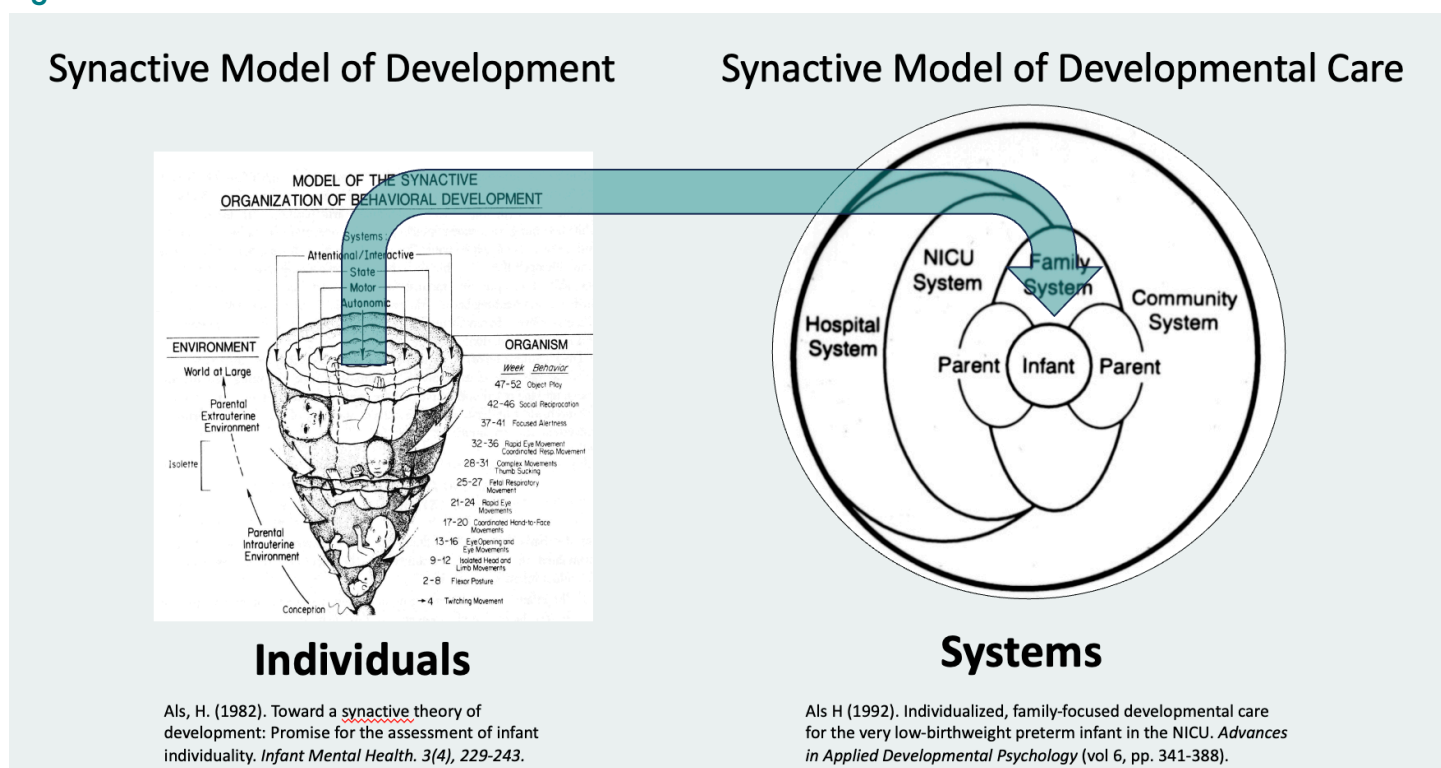 Synactive Model of Development
Synactive Model of Developmental Care
MODEL OF THE SYNACTIVE
ORGANIZATION OF BEHAVIORAL DEVELOPMENT
Systems
Attentional/Interactive
State
Motor
Autonomic
ENVIRONMENT
World at Large
Parental
Extrauterine
Environment
Isolette
Parental
Intrauterine
Environment
Conception
ORGANISM
Week Behavior
47-52 Object Play
42-46 Social Reciprocation
37-41 Focused Alertness
32-36 Rapid Eye Movement
Coordinated Resp. Movement
28-31 Complex Movements
Thumb Sucking
25-27 Fetal Respiratory
Movement
21-24 Rapid Eye
Movements
17-20 Coordinated Hand-to-Face
Movements
13-16 Eye Opening and
Eye Movements
9-12 Isolated Head and
Limb Movements
2-8 Flexor Posture
→4 Twitching Movement
NICU
System
Family
System
Community
System
Hospital
System
Parent
Infant
Parent
Individuals
Systems
Als, H. (1982). Toward a synactive theory of
development: Promise for the assessment of infant
individuality. Infant Mental Health. 3(4), 229-243.
Als H (1992). Individualized, family-focused developmental care
for the very low-birthweight preterm infant in the NICU. Advances
in Applied Developmental Psychology (vol 6, pp. 341-388).